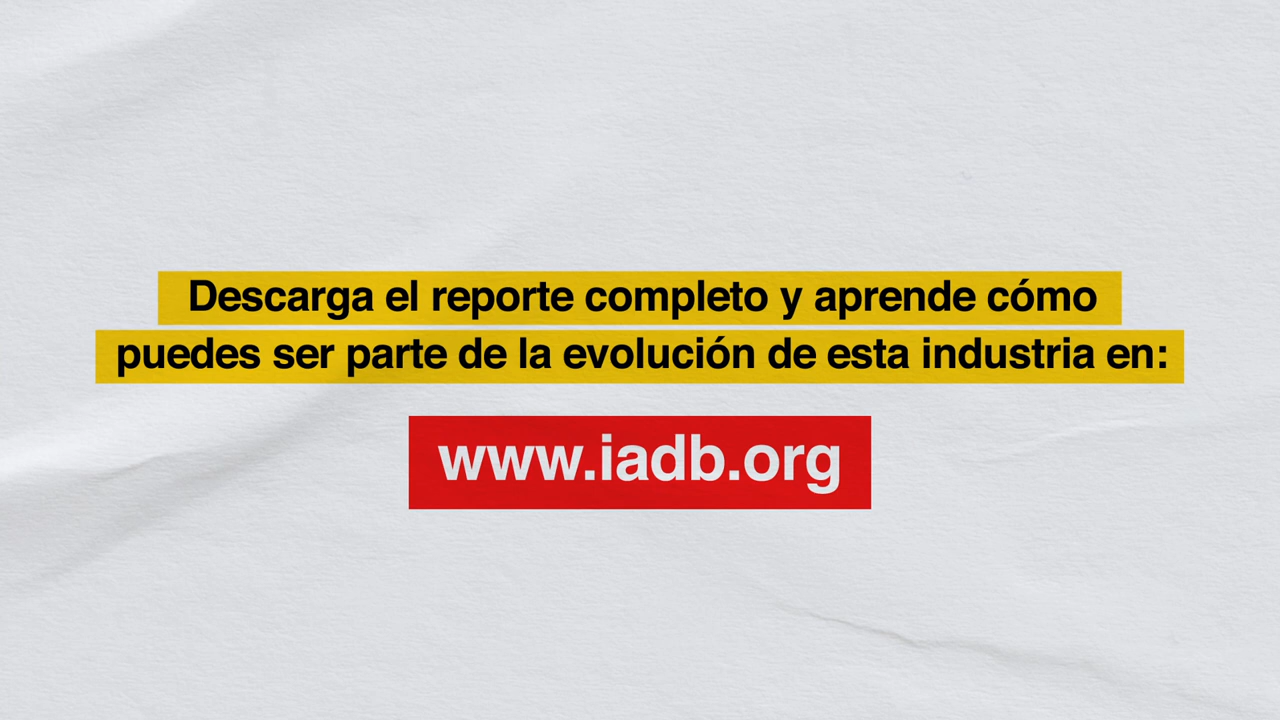 Descarga el reporte completo y aprende cómo
puedes ser parte de la evolución de esta industria en:
www.iadb.org